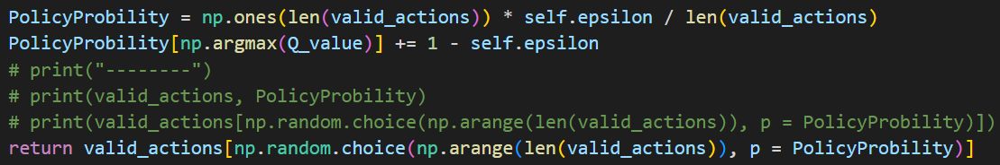 PolicyProbility = np.ones(len(valid_actions)) * self.epsilon / len(valid_actions)
PolicyProbility[np.argmax(Q_value)] += 1 - self.epsilon
# print("--------")
# print(valid_actions, PolicyProbility)
# print(valid_actions[np.random.choice(np.arange(len(valid_actions)), p = PolicyProbility)])
return valid_actions[np.random.choice(np.arange(len(valid_actions)), p = PolicyProbility)]